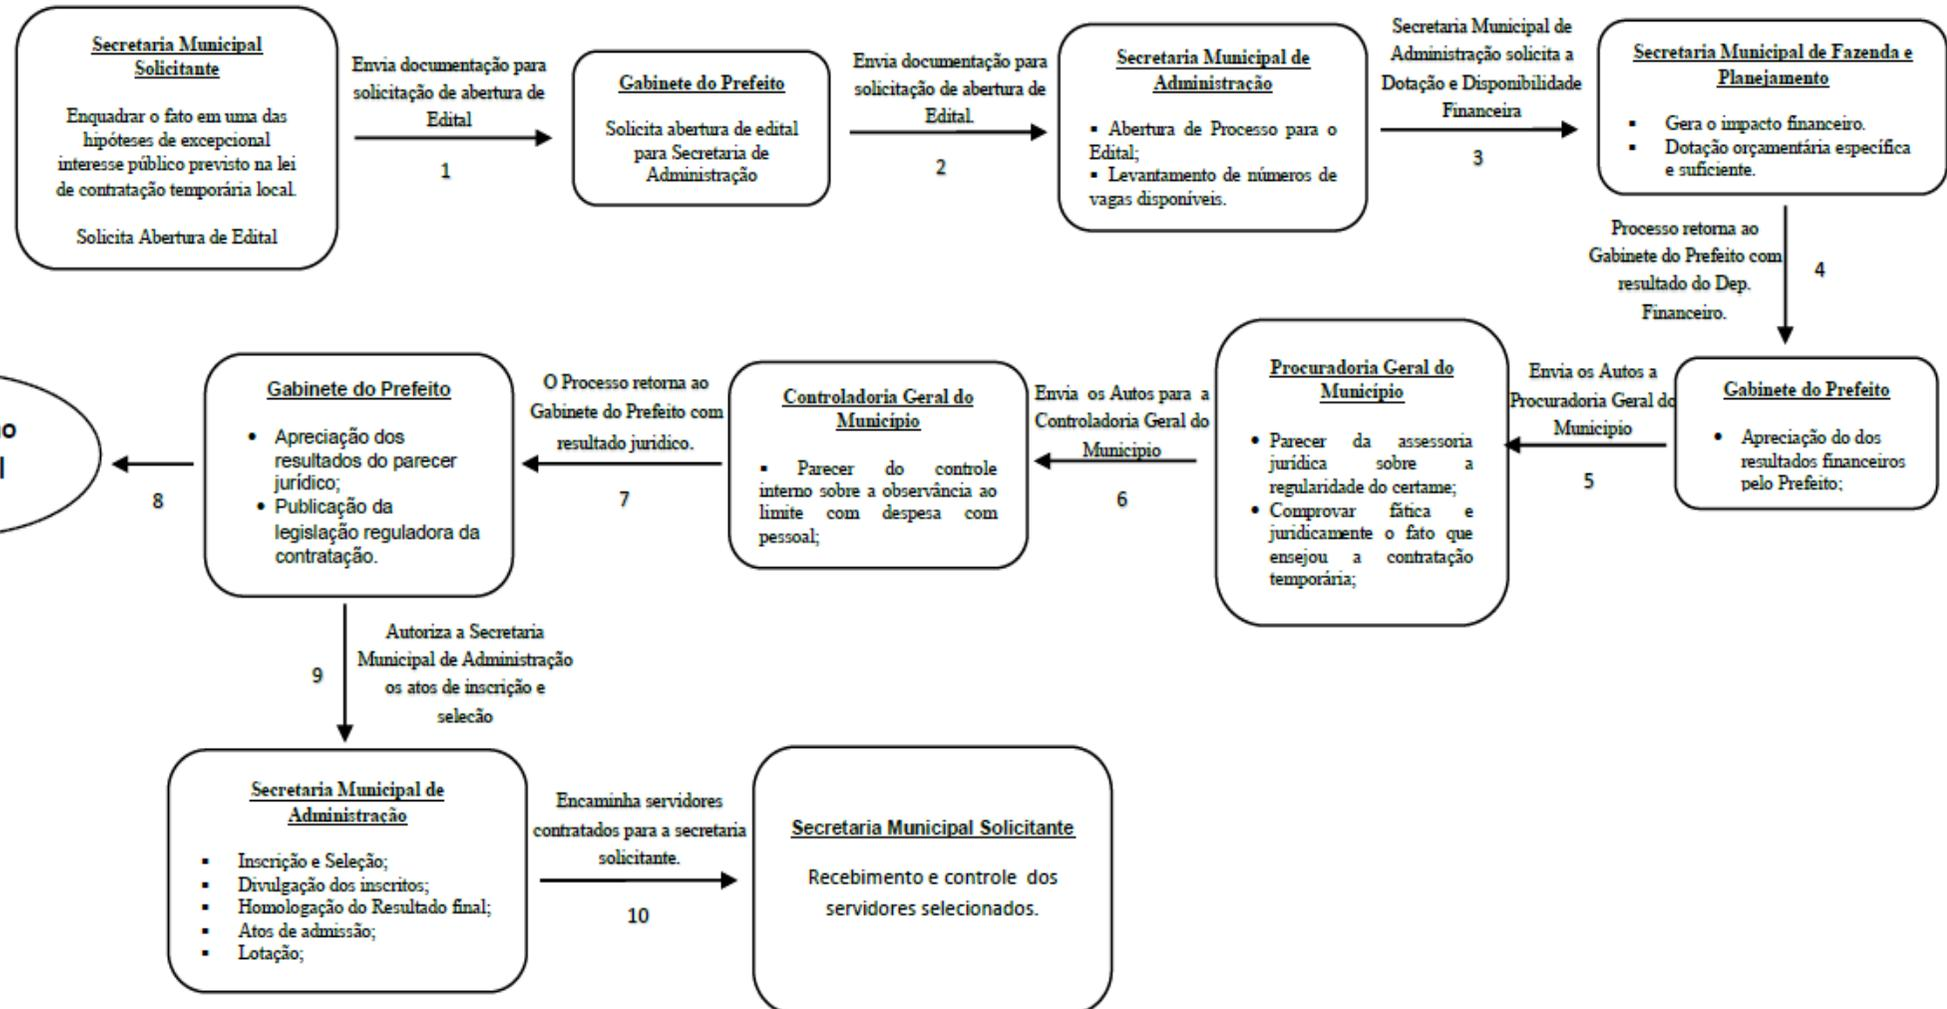 Secretaria Municipal
Solicitante
Enquadrar o fato em uma das
hipóteses de excepcional
interesse público previsto na lei
de contratação temporária local.
Solicita Abertura de Edital
Envia documentação para
solicitação de abertura de
Edital
1
Gabinete do Prefeito
Solicita abertura de edital
para Secretaria de
Administração
Envia documentação para
solicitação de abertura de
Edital.
2
Secretaria Municipal de
Administração
▪ Abertura de Processo para o
Edital;
▪ Levantamento de números de
vagas disponíveis.
Secretaria Municipal de
Administração solicita a
Dotação e Disponibilidade
Financeira
3
Secretaria Municipal de Fazenda e
Planejamento
▪ Gera o impacto financeiro.
▪ Dotação orçamentária específica
e suficiente.
Processo retorna ao
Gabinete do Prefeito com
resultado do Dep.
Financeiro.
4
Gabinete do Prefeito
• Apreciação do dos
resultados financeiros
pelo Prefeito;
Envia os Autos a
Procuradoria Geral do
Municipio
5
Procuradoria Geral do
Município
• Parecer da assessoria
jurídica sobre a
regularidade do certame;
• Comprovar fática e
juridicamente o fato que
ensejou a contratação
temporária;
Envia os Autos para a
Controladoria Geral do
Municipio
6
Controladoria Geral do
Município
▪ Parecer do controle
interno sobre a observância ao
limite com despesa com
pessoal;
O Processo retorna ao
Gabinete do Prefeito com
resultado juridico.
7
Gabinete do Prefeito
• Apreciação dos
resultados do parecer
jurídico;
• Publicação da
legislação reguladora da
contratação.
8
Autoriza a Secretaria
Municipal de Administração
os atos de inscrição e
selecão
9
Secretaria Municipal de
Administração
▪ Inscrição e Seleção;
▪ Divulgação dos inscritos;
▪ Homologação do Resultado final;
▪ Atos de admissão;
▪ Lotação;
Encaminha servidores
contratados para a secretaria
solicitante.
10
Secretaria Municipal Solicitante
Recebimento e controle dos
servidores selecionados.